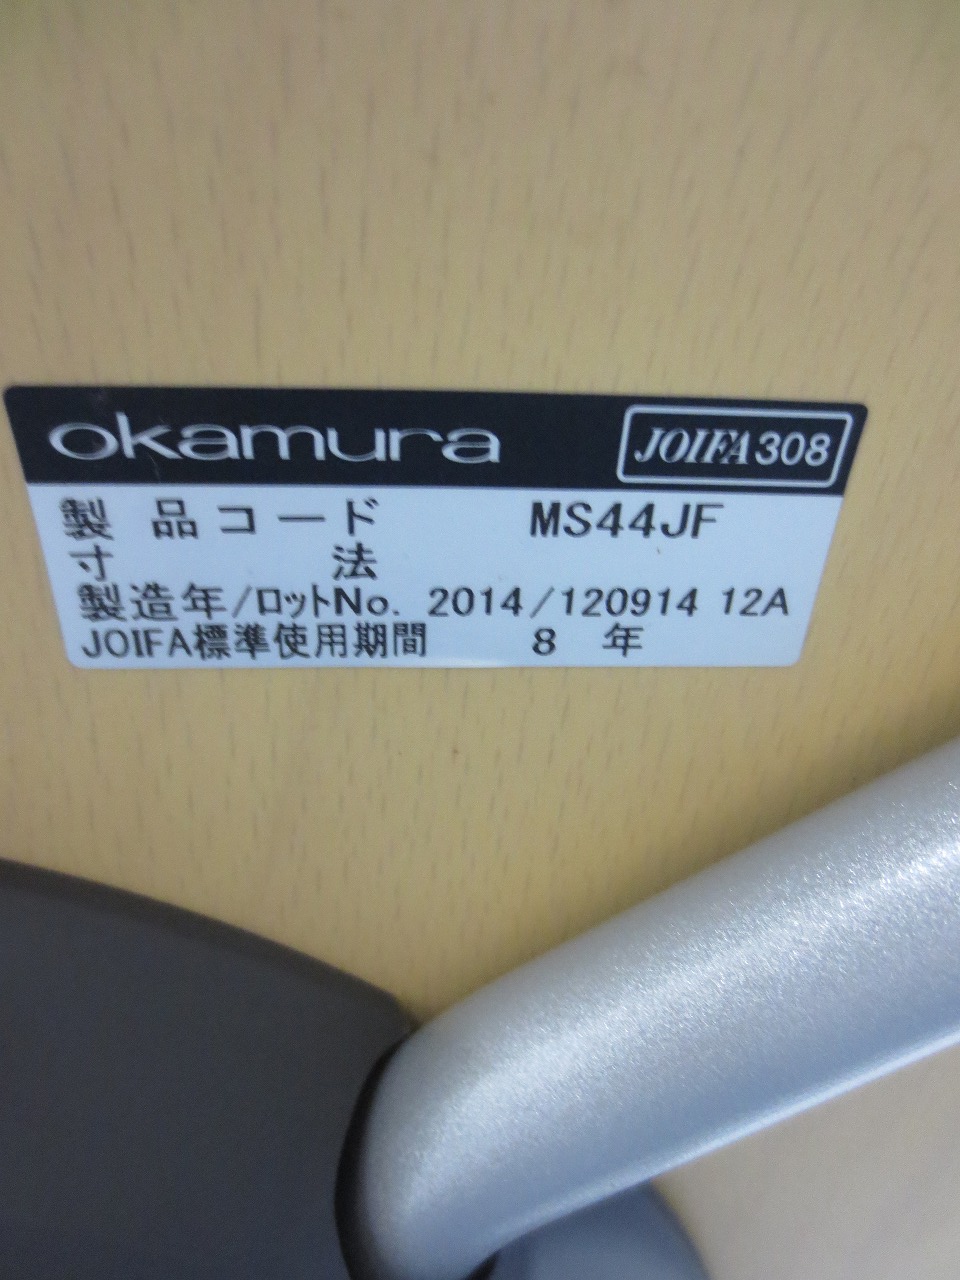 okamura JOIFA308
製品コード MS44JF
寸法
製造年/ロットNo. 2014/120914 12A
JOIFA標準使用期間 8 年